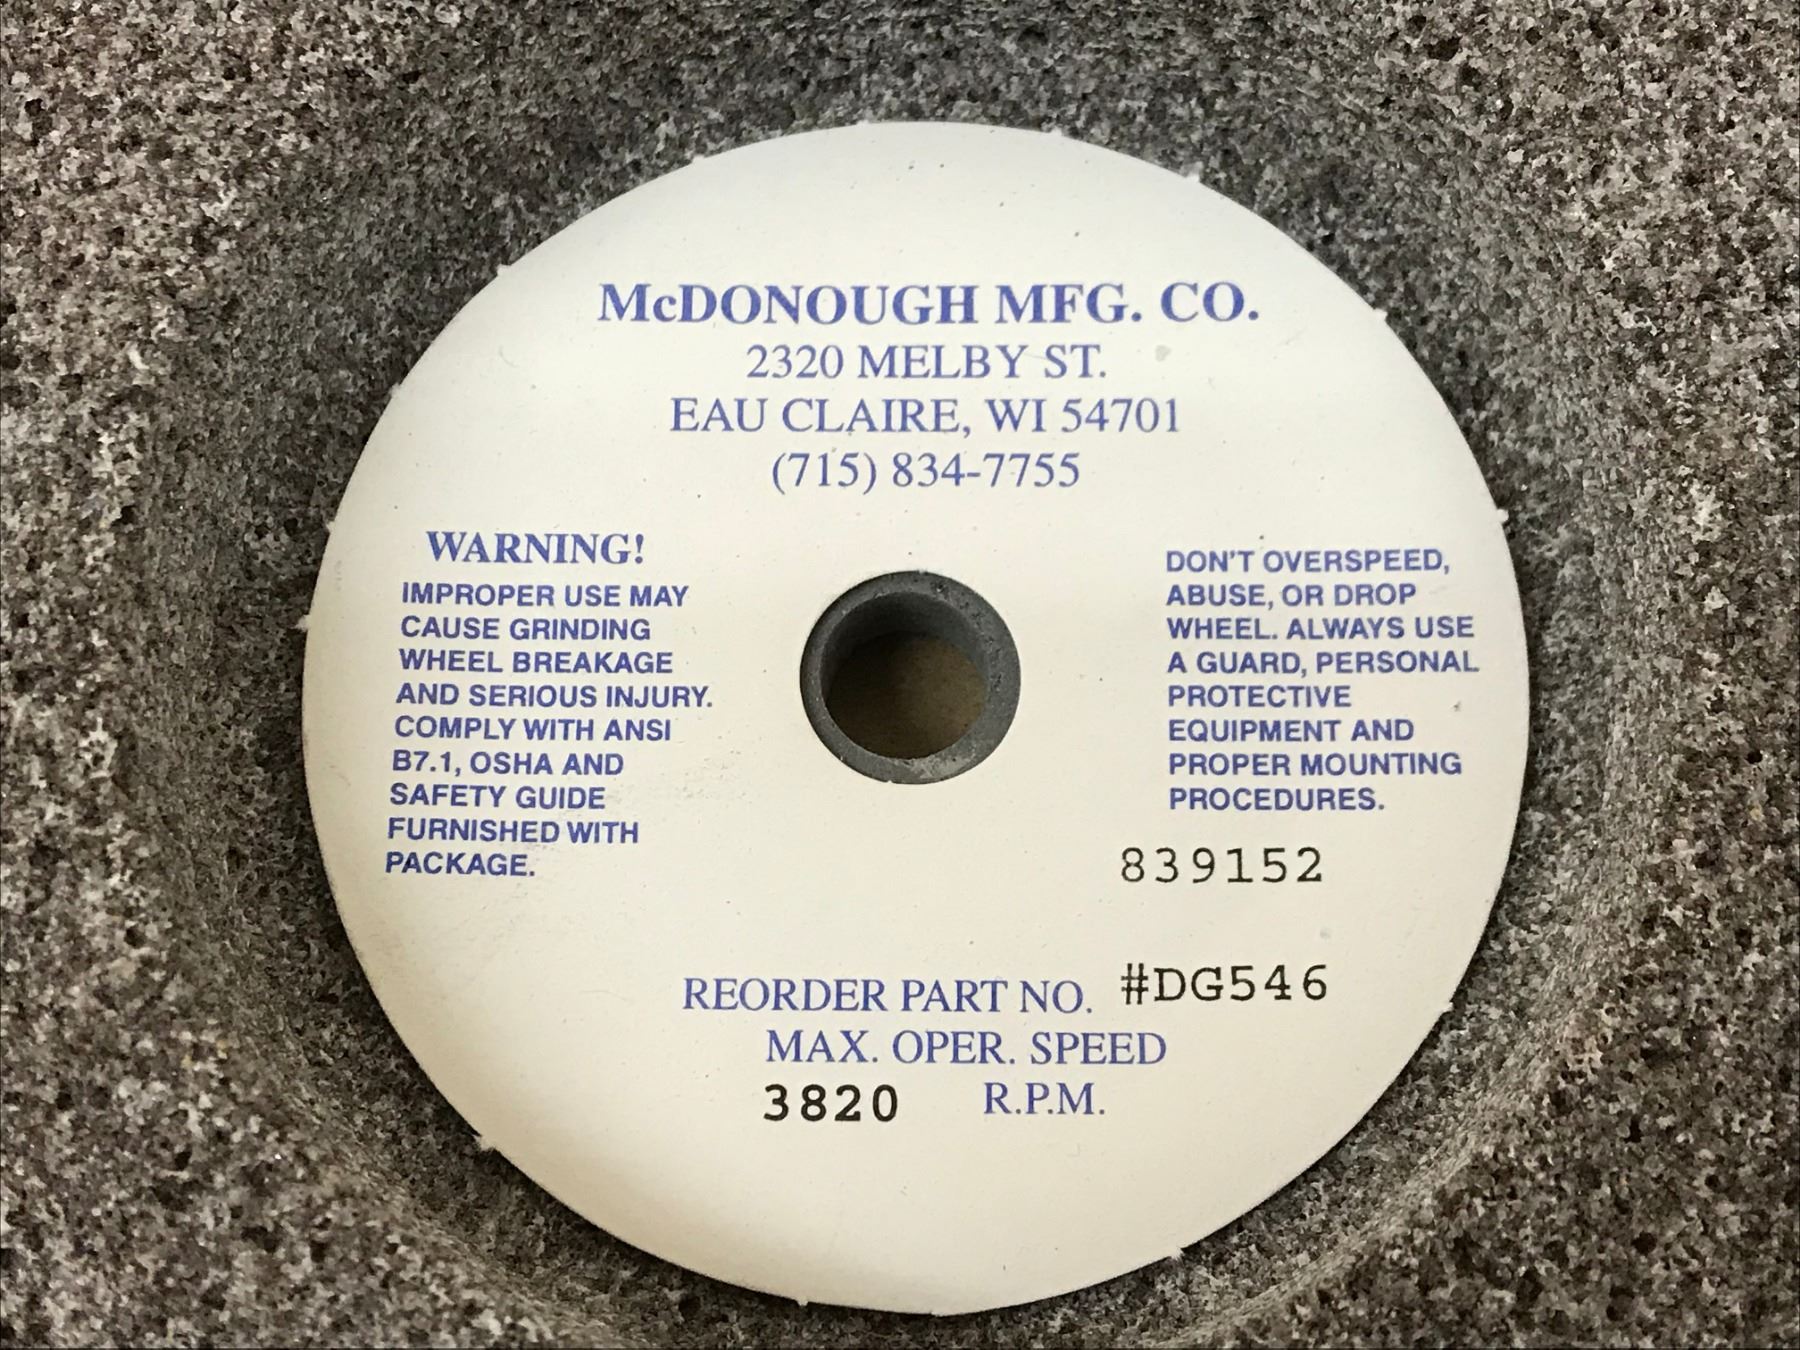 McDONOUGH MFG. CO.
2320 MELBY ST.
EAU CLAIRE, WI 54701
(715) 834-7755
WARNING!
IMPROPER USE MAY
CAUSE GRINDING
WHEEL BREAKAGE
AND SERIOUS INJURY.
COMPLY WITH ANSI
B7.1, OSHA AND
SAFETY GUIDE
FURNISHED WITH
PACKAGE.
DON'T OVERSPEED,
ABUSE, OR DROP
WHEEL. ALWAYS USE
A GUARD, PERSONAL
PROTECTIVE
EQUIPMENT AND
PROPER MOUNTING
PROCEDURES.
839152
REORDER PART NO. #DG546
MAX. OPER. SPEED
3820 R.P.M.